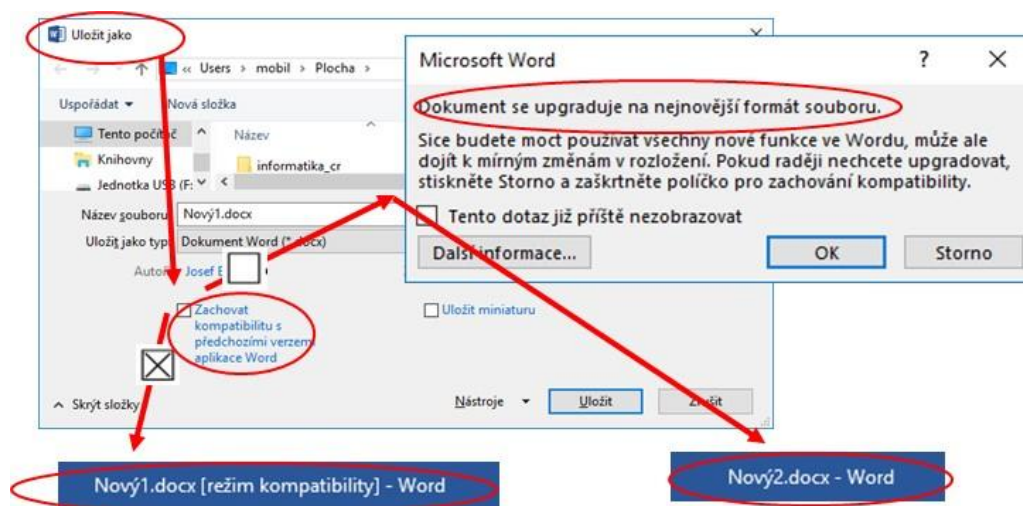 Uložit jako
« Users › mobil › Plocha ›
Uspořádat
Nová složka
Tento počítač
Název
Knihovny
informatika_cr
Jednotka USB (F:
Název souboru:
Nový1.docx
Uložit jako typ:
Dokument Word (*.docx)
Autoři:
Josef
Zachovat
kompatibilitu s
předchozími verzemi
aplikace Word
Uložit miniaturu
Skrýt složky
Nástroje
Uložit
Zrušit
Microsoft Word
?
Dokument se upgraduje na nejnovější formát souboru.
Sice budete moct používat všechny nové funkce ve Wordu, může ale
dojít k mírným změnám v rozložení. Pokud raději nechcete upgradovat,
stiskněte Storno a zaškrtněte políčko pro zachování kompatibility.
Tento dotaz již příště nezobrazovat
Další informace...
OK
Storno
Nový1.docx [režim kompatibility] - Word
Nový2.docx - Word